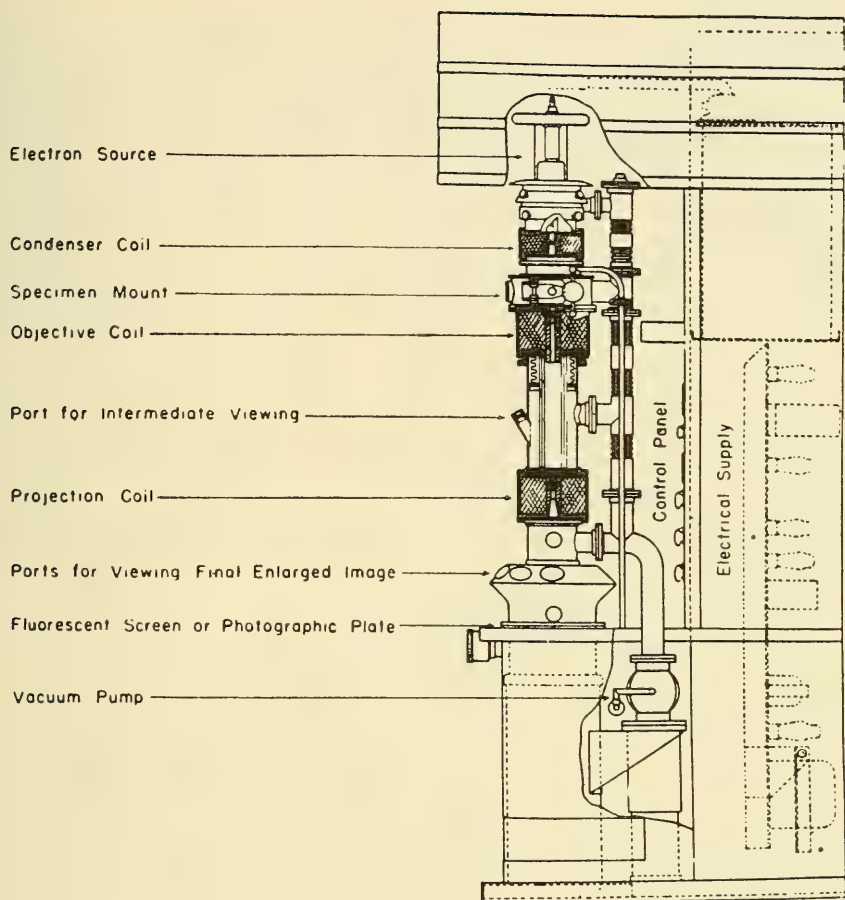 Electron Source
Condenser Coil
Specimen Mount
Objective Coil
Port for Intermediate Viewing
Projection Coil
Ports for Viewing Final Enlarged Image
Fluorescent Screen or Photographic Plate
Vacuum Pump
Control Panel
Electrical Supply